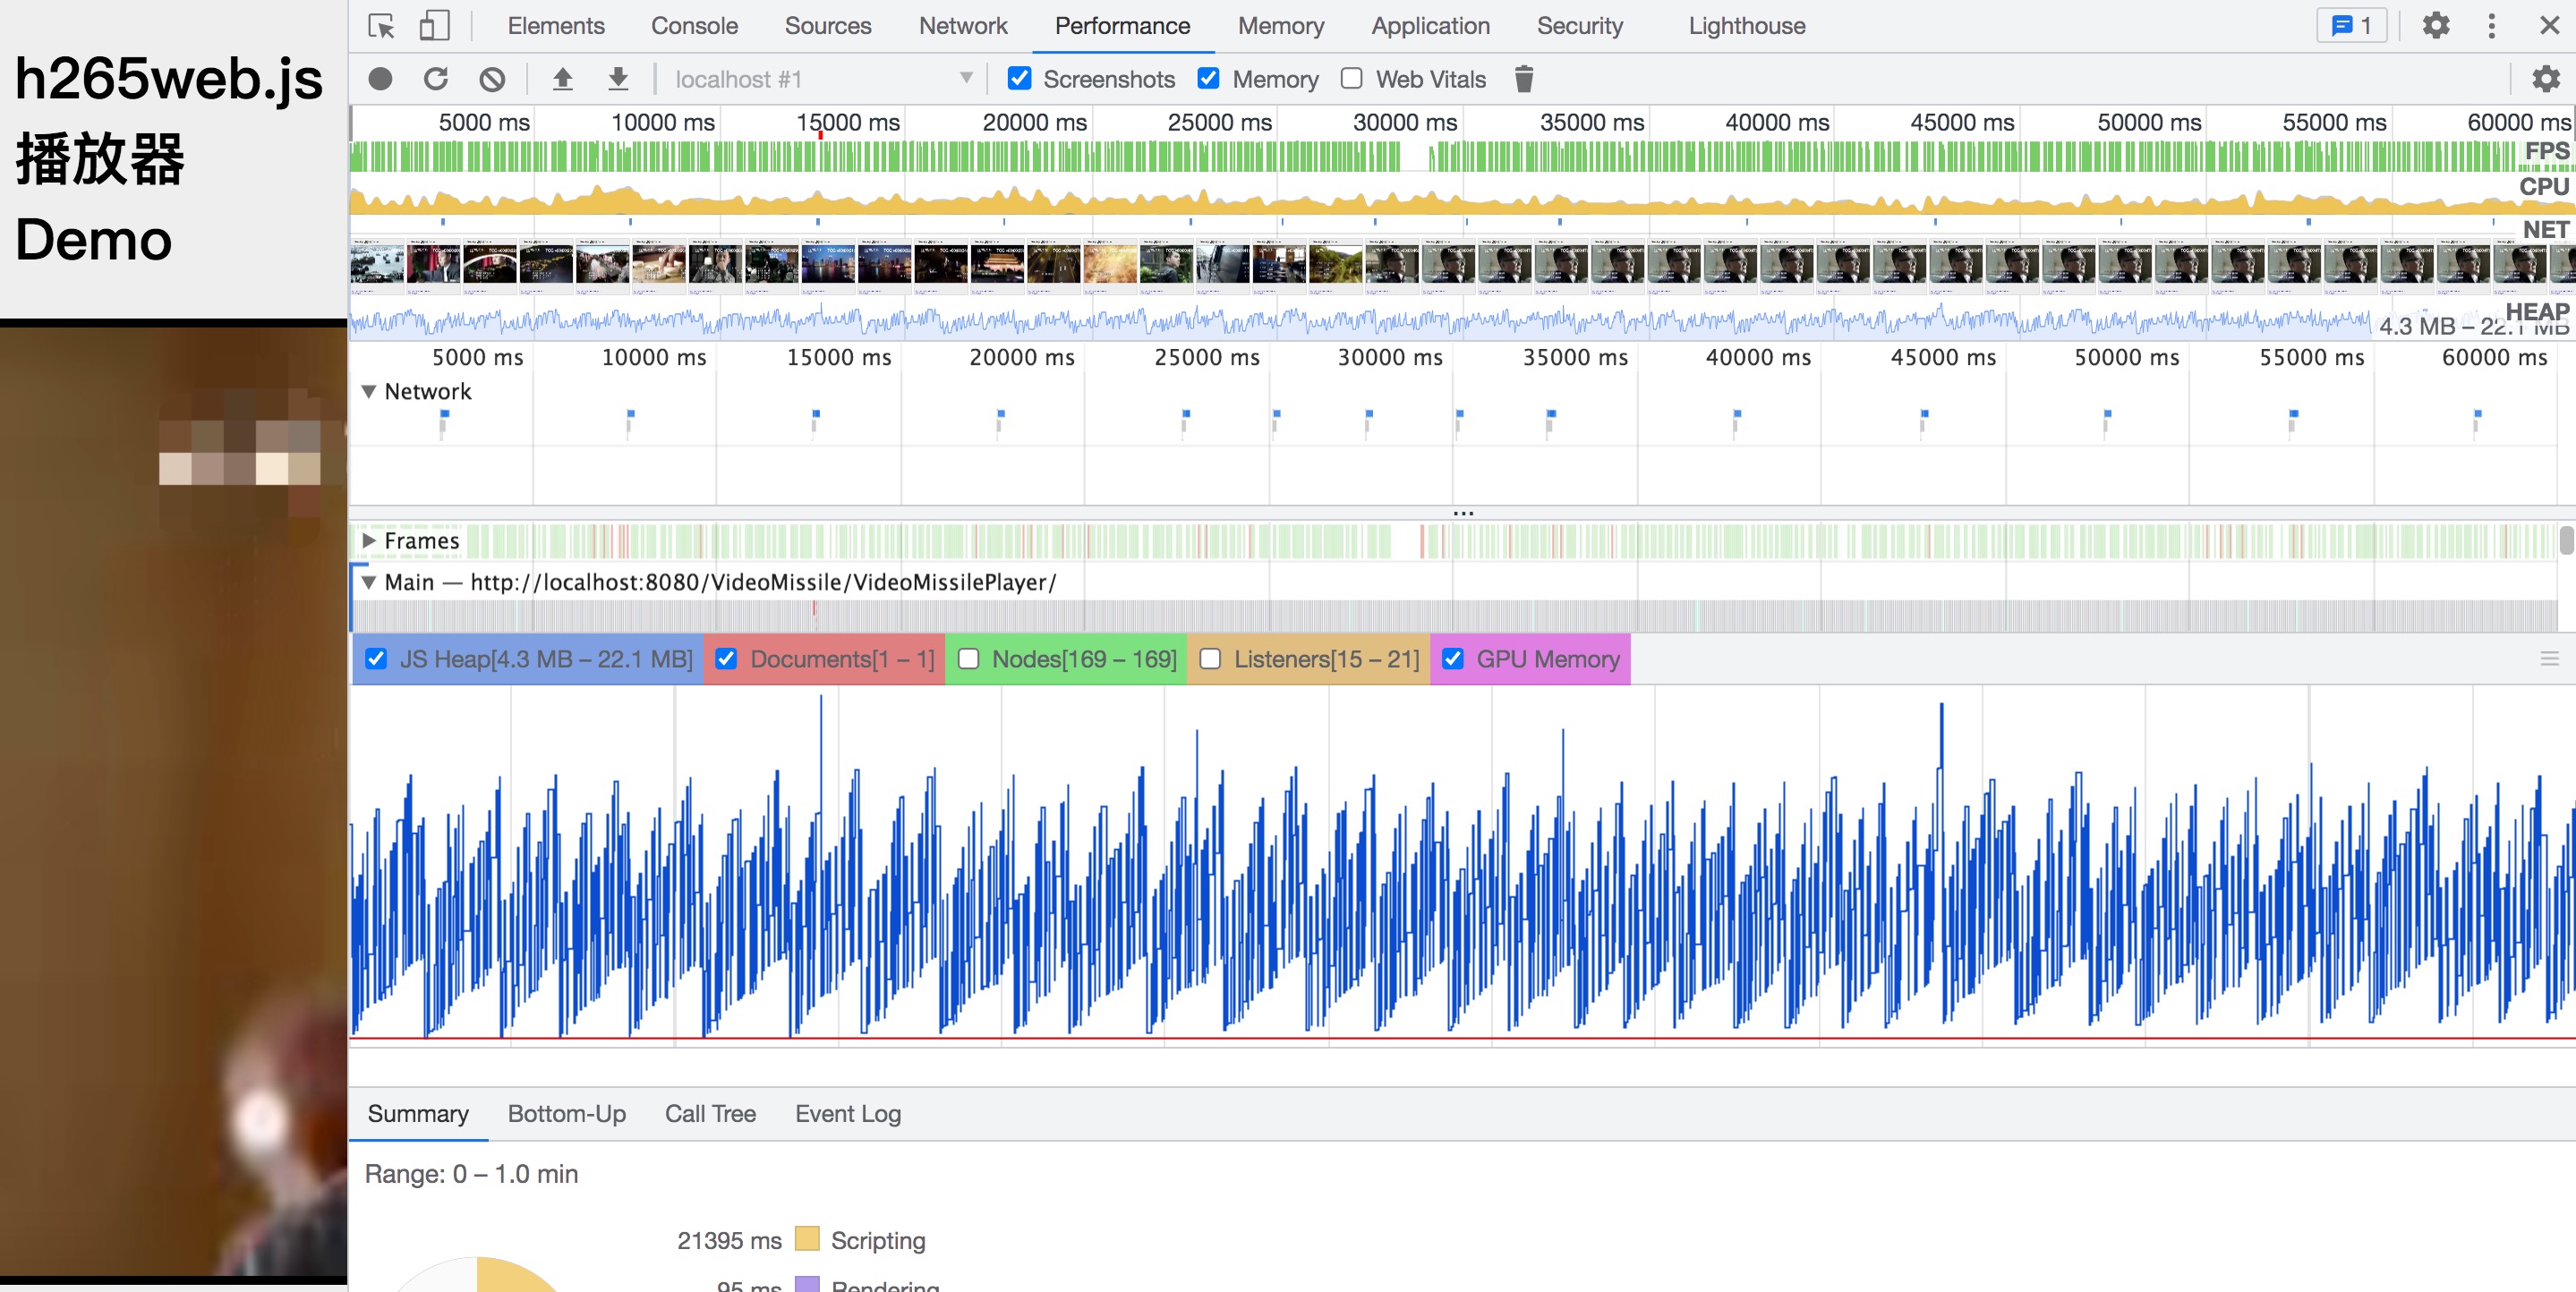 h265web.js
播放器
Demo
Elements Console Sources Network Performance Memory Application Security Lighthouse 1
localhost #1 Screenshots Memory Web Vitals
5000 ms 10000 ms 15000 ms 20000 ms 25000 ms 30000 ms 35000 ms 40000 ms 45000 ms 50000 ms 55000 ms 60000 ms
FPS
CPU
NET
HEAP
4.3 MB – 22.1 MB
5000 ms 10000 ms 15000 ms 20000 ms 25000 ms 30000 ms 35000 ms 40000 ms 45000 ms 50000 ms 55000 ms 60000 ms
Network
...
Frames
Main — http://localhost:8080/VideoMissile/VideoMissilePlayer/
JS Heap[4.3 MB – 22.1 MB] Documents[1 – 1] Nodes[169 – 169] Listeners[15 – 21] GPU Memory
Summary Bottom-Up Call Tree Event Log
Range: 0 – 1.0 min
21395 ms Scripting
95 ms Rendering